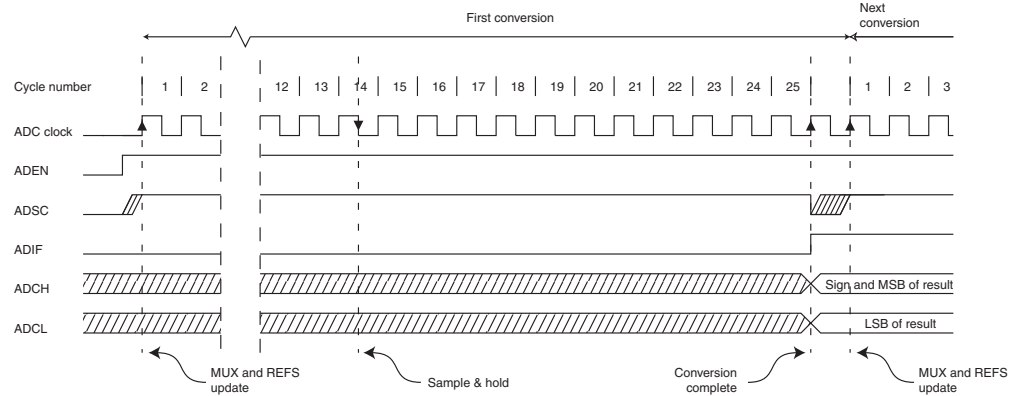 First conversion
Next
conversion
Cycle number 1 2 12 13 14 15 16 17 18 19 20 21 22 23 24 25 1 2 3
ADC clock
ADEN
ADSC
ADIF
ADCH Sign and MSB of result
ADCL LSB of result
MUX and REFS
update
Sample & hold
Conversion
complete
MUX and REFS
update